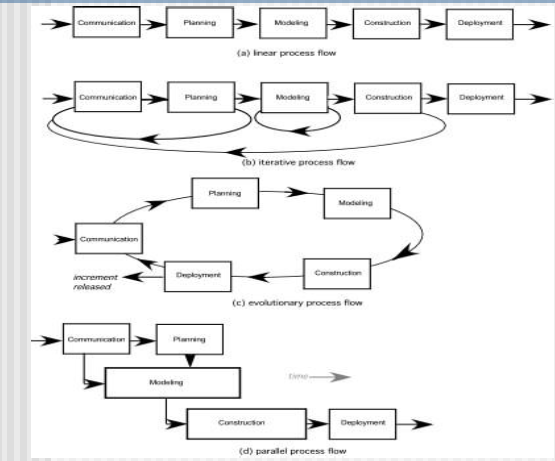 Communication Planning Modeling Construction Deployment
(a) linear process flow
Communication Planning Modeling Construction Deployment
(b) iterative process flow
Planning
Modeling
Communication
increment
released
Deployment
Construction
(c) evolutionary process flow
Communication Planning
Modeling
time
Construction Deployment
(d) parallel process flow